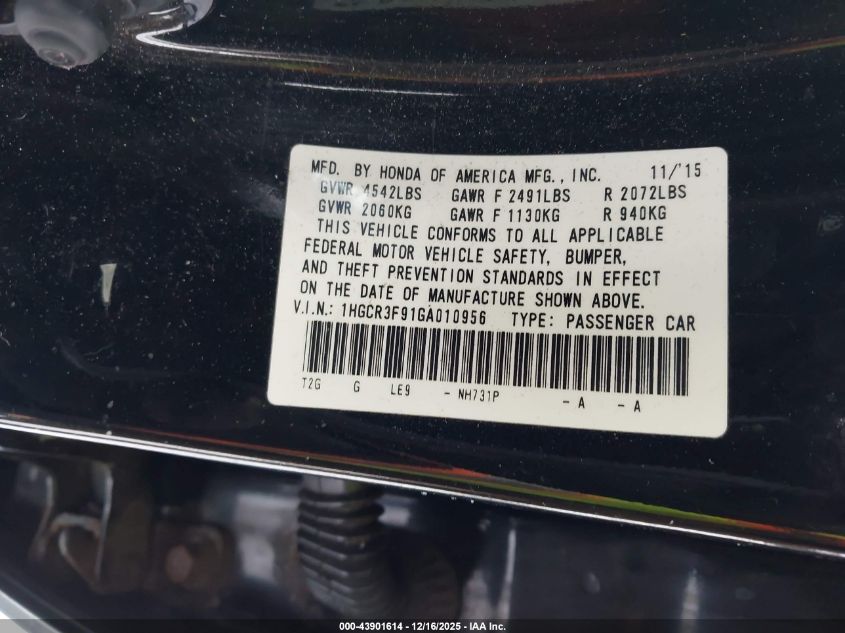 MFD. BY HONDA OF AMERICA MFG., INC. 11/'15
GVWR 4542LBS GAWR F 2491LBS R 2072LBS
GVWR 2060KG GAWR F 1130KG R 940KG
THIS VEHICLE CONFORMS TO ALL APPLICABLE
FEDERAL MOTOR VEHICLE SAFETY, BUMPER,
AND THEFT PREVENTION STANDARDS IN EFFECT
ON THE DATE OF MANUFACTURE SHOWN ABOVE.
V.I.N.: 1HGCR3F91GA010956 TYPE: PASSENGER CAR
T2G G LE9 - NH731P - A - A
000-43901614 - 12/16/2025 - IAA Inc.